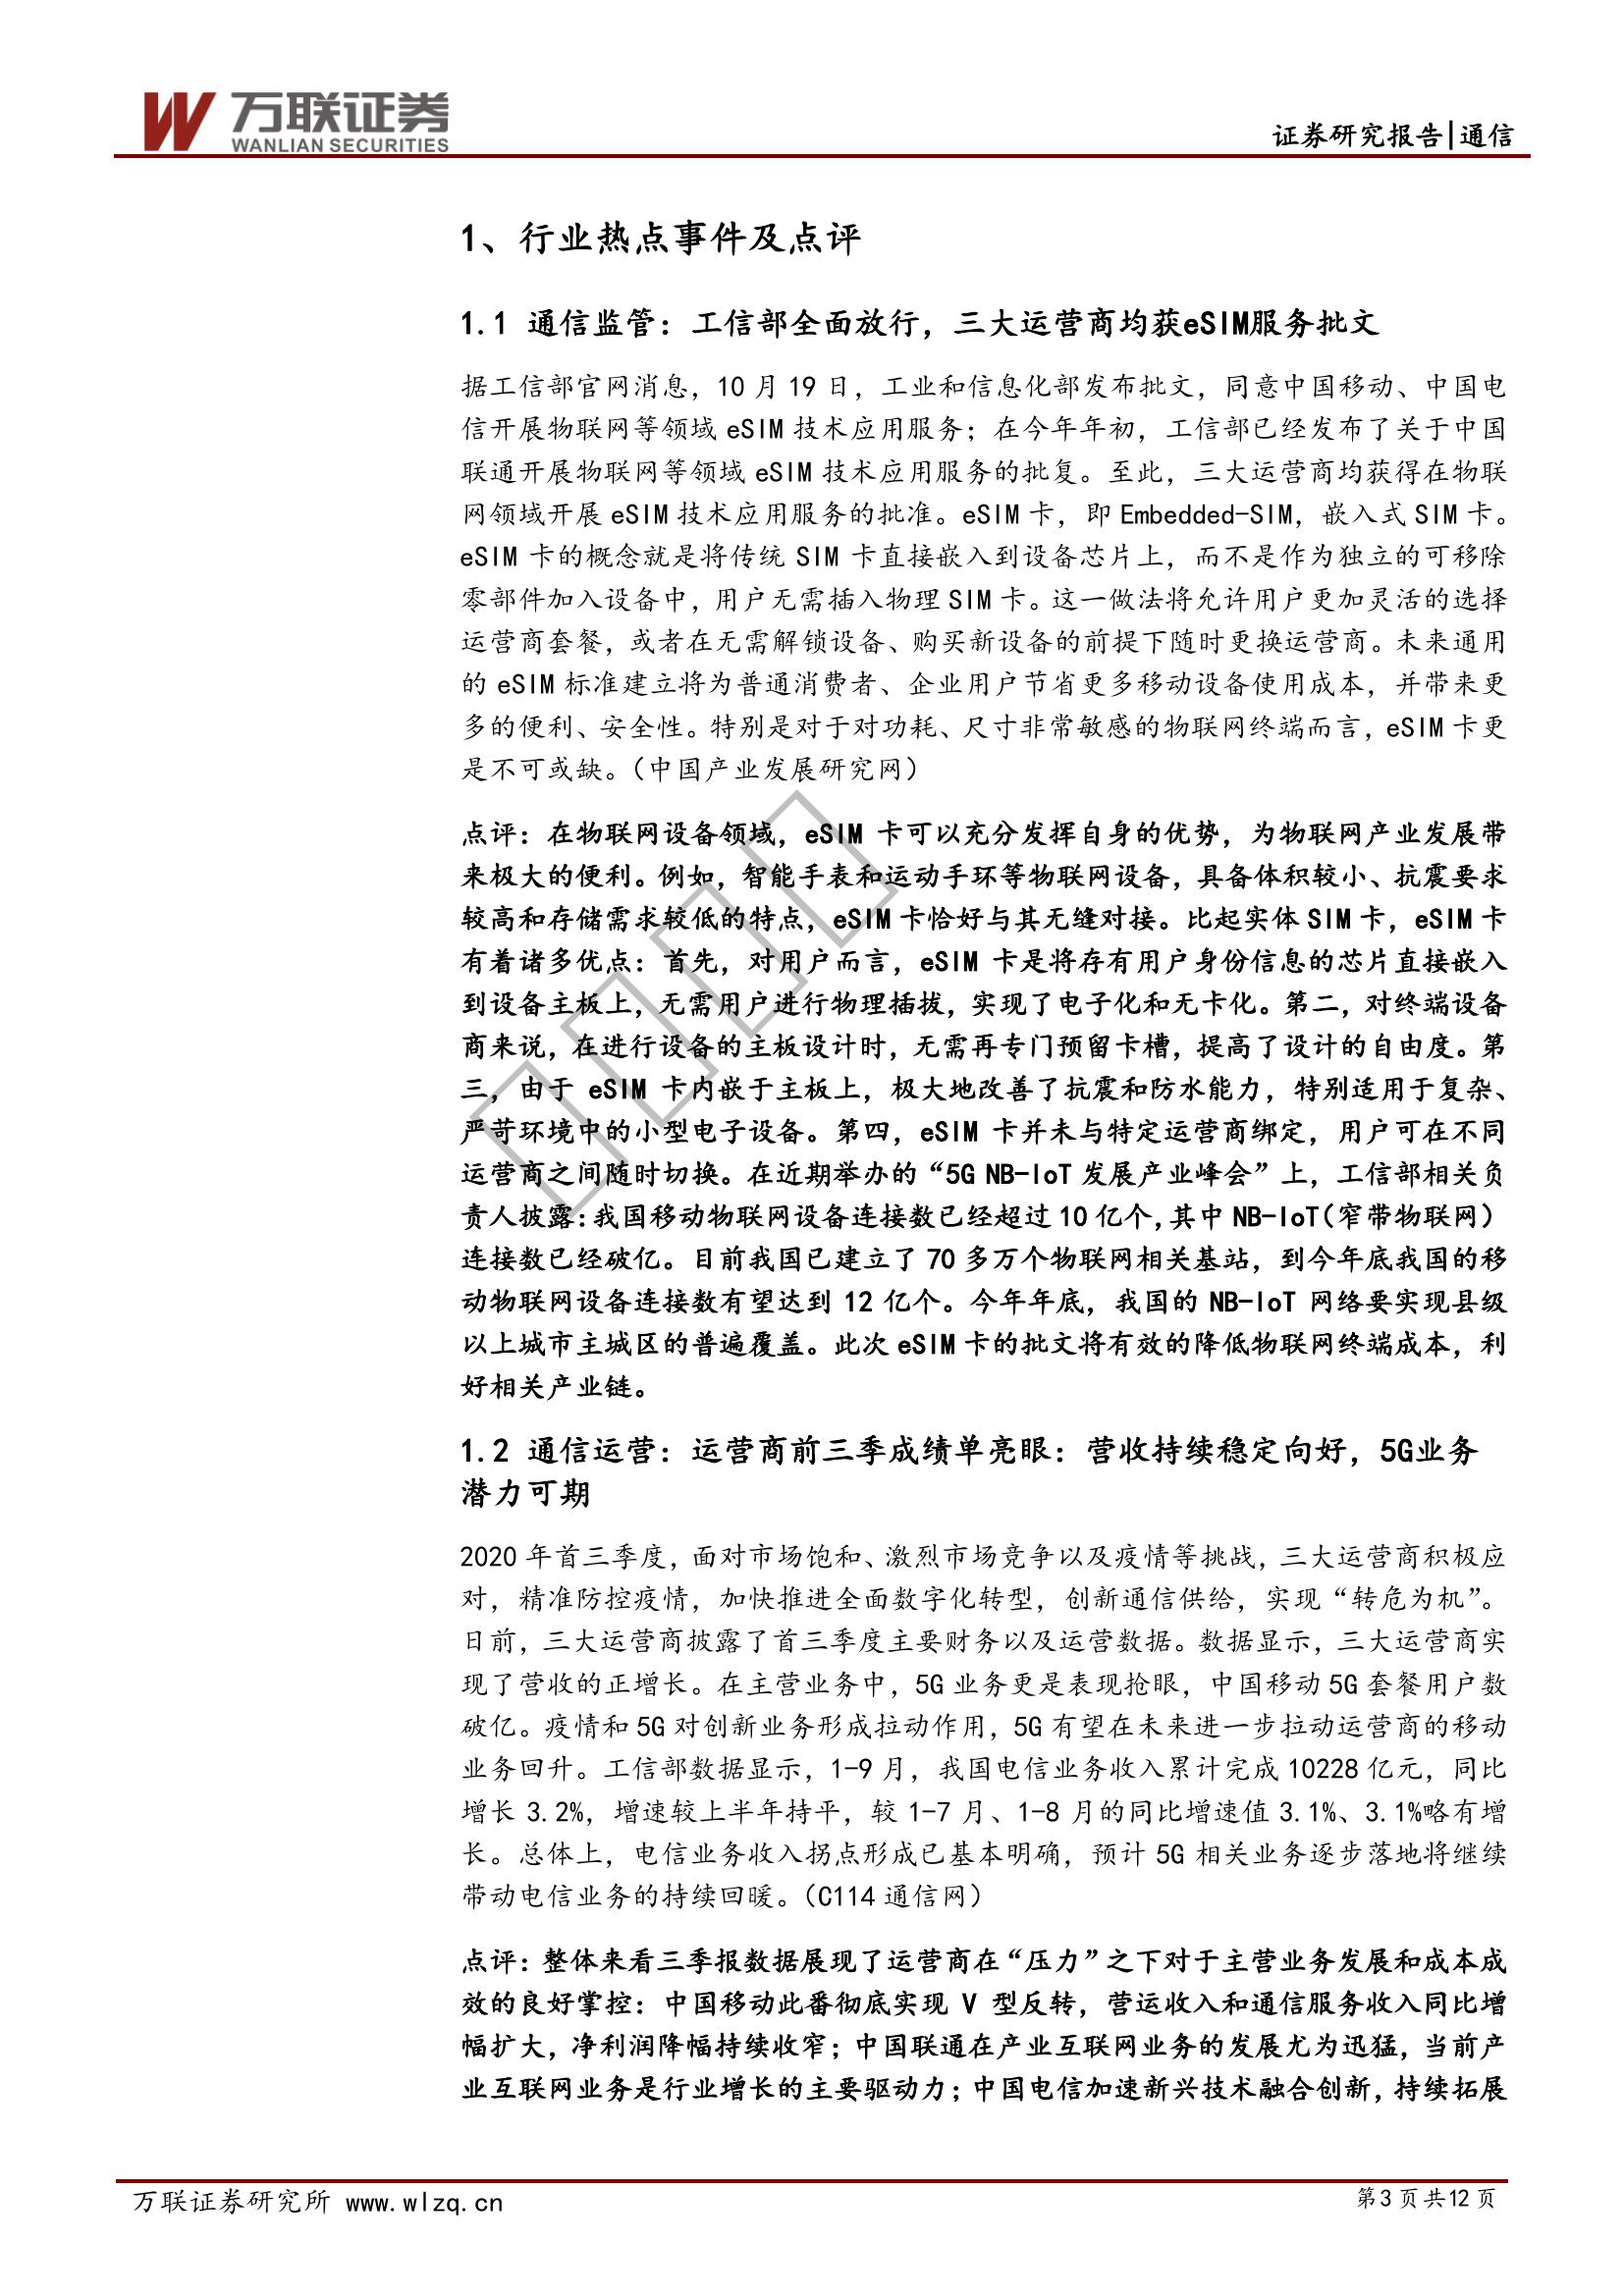 万联证券
WANLIAN SECURITIES
证券研究报告|通信
1、行业热点事件及点评
1.1 通信监管：工信部全面放行，三大运营商均获eSIM服务批文
据工信部官网消息，10月19日，工业和信息化部发布批文，同意中国移动、中国电
信开展物联网等领域eSIM技术应用服务；在今年年初，工信部已经发布了关于中国
联通开展物联网等领域eSIM技术应用服务的批复。至此，三大运营商均获得在物联
网领域开展eSIM技术应用服务的批准。eSIM卡，即Embedded-SIM，嵌入式SIM卡。
eSIM卡的概念就是将传统SIM卡直接嵌入到设备芯片上，而不是作为独立的可移除
零部件加入设备中，用户无需插入物理SIM卡。这一做法将允许用户更加灵活的选择
运营商套餐，或者在无需解锁设备、购买新设备的前提下随时更换运营商。未来通用
的eSIM标准建立将为普通消费者、企业用户节省更多移动设备使用成本，并带来更
多的便利、安全性。特别是对于对功耗、尺寸非常敏感的物联网终端而言，eSIM卡更
是不可或缺。（中国产业发展研究网）
点评：在物联网设备领域，eSIM 卡可以充分发挥自身的优势，为物联网产业发展带
来极大的便利。例如，智能手表和运动手环等物联网设备，具备体积较小、抗震要求
较高和存储需求较低的特点，eSIM卡恰好与其无缝对接。比起实体SIM卡，eSIM卡
有着诸多优点：首先，对用户而言，eSIM 卡是将存有用户身份信息的芯片直接嵌入
到设备主板上，无需用户进行物理插拔，实现了电子化和无卡化。第二，对终端设备
商来说，在进行设备的主板设计时，无需再专门预留卡槽，提高了设计的自由度。第
三，由于 eSIM 卡内嵌于主板上，极大地改善了抗震和防水能力，特别适用于复杂、
严苛环境中的小型电子设备。第四，eSIM 卡并未与特定运营商绑定，用户可在不同
运营商之间随时切换。在近期举办的“5G NB-IoT发展产业峰会”上，工信部相关负
责人披露：我国移动物联网设备连接数已经超过10亿个，其中NB-IoT（窄带物联网）
连接数已经破亿。目前我国已建立了70多万个物联网相关基站，到今年底我国的移
动物联网设备连接数有望达到12亿个。今年年底，我国的NB-IoT 网络要实现县级
以上城市主城区的普遍覆盖。此次eSIM卡的批文将有效的降低物联网终端成本，利
好相关产业链。
1.2 通信运营：运营商前三季成绩单亮眼：营收持续稳定向好，5G业务
潜力可期
2020年首三季度，面对市场饱和、激烈市场竞争以及疫情等挑战，三大运营商积极应
对，精准防控疫情，加快推进全面数字化转型，创新通信供给，实现“转危为机”。
日前，三大运营商披露了首三季度主要财务以及运营数据。数据显示，三大运营商实
现了营收的正增长。在主营业务中，5G业务更是表现抢眼，中国移动5G套餐用户数
破亿。疫情和5G对创新业务形成拉动作用，5G有望在未来进一步拉动运营商的移动
业务回升。工信部数据显示，1-9月，我国电信业务收入累计完成10228亿元，同比
增长3.2%，增速较上半年持平，较1-7月、1-8月的同比增速值3.1%、3.1%略有增
长。总体上，电信业务收入拐点形成已基本明确，预计5G相关业务逐步落地将继续
带动电信业务的持续回暖。（C114通信网）
点评：整体来看三季报数据展现了运营商在“压力”之下对于主营业务发展和成本成
效的良好掌控：中国移动此番彻底实现 V 型反转，营运收入和通信服务收入同比增
幅扩大，净利润降幅持续收窄；中国联通在产业互联网业务的发展尤为迅猛，当前产
业互联网业务是行业增长的主要驱动力；中国电信加速新兴技术融合创新，持续拓展
万联证券研究所 www.wlzq.cn
第3页共12页